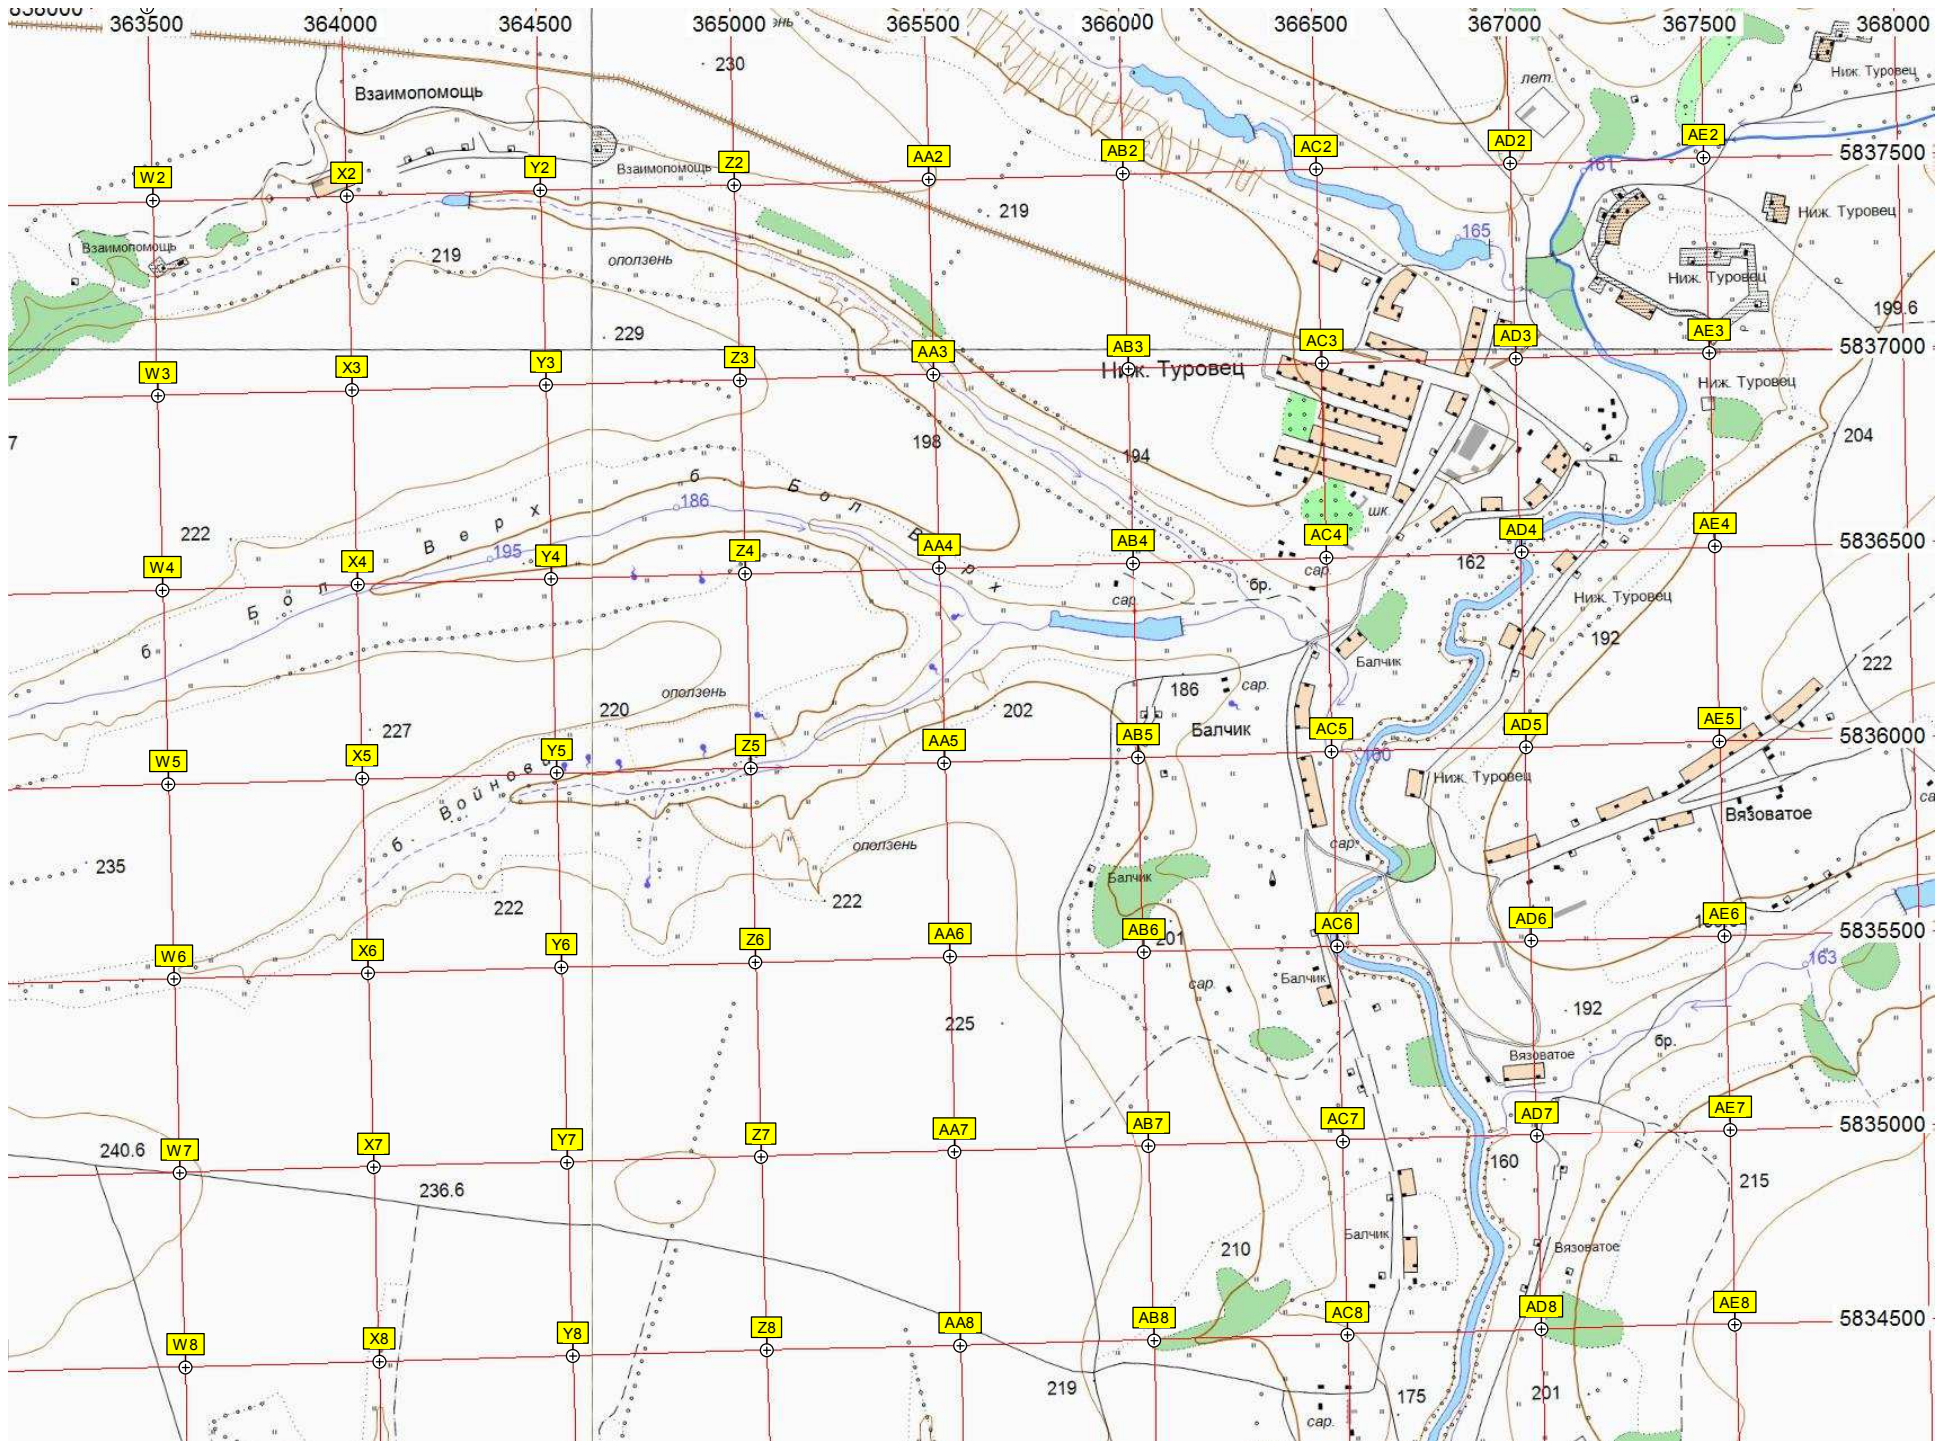 363500 364000 364500 365000 365500 366000 366500 367000 367500 368000
230
лет.
Ниж. Туровец
Взаимопомощь
W2 X2 Y2 Z2 AA2 AB2 AC2 AD2 AE2
5837500
Взаимопомощь
161
219
165
Ниж. Туровец
Взаимопомощь
219
оползень
Ниж. Туровец
229
199.6
W3 X3 Y3 Z3 AA3 AB3 AC3 AD3 AE3
5837000
Ниж. Туровец
Ниж. Туровец
7
198
194
204
б. Бол. Верх
186
б. Бол. Верх
шк.
222
195
W4 X4 Y4 Z4 AA4 AB4 AC4 AD4 AE4
5836500
162
сар.
бр.
сар.
Ниж. Туровец
192
Балчик
222
оползень
186
сар.
220
202
227
Балчик
W5 X5 Y5 Z5 AA5 AB5 AC5 AD5 AE5
5836000
160
Ниж. Туровец
са
б. Войнова
Вязоватое
235
оползень
сар.
Балчик
222
222
W6 X6 Y6 Z6 AA6 AB6 AC6 AD6 AE6
5835500
201
163
сар.
Балчик
225
192
бр.
Вязоватое
W7 X7 Y7 Z7 AA7 AB7 AC7 AD7 AE7
5835000
240.6
236.6
160
215
210
Балчик
Вязоватое
W8 X8 Y8 Z8 AA8 AB8 AC8 AD8 AE8
5834500
219
175
201
сар.